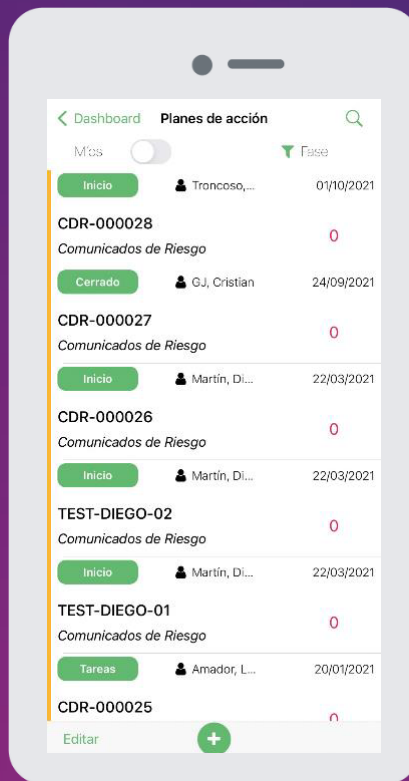 Dashboard Planes de acción
Míos Fase
Inicio Troncoso,... 01/10/2021
CDR-000028
0
Comunicados de Riesgo
Cerrado GJ, Cristian 24/09/2021
CDR-000027
0
Comunicados de Riesgo
Inicio Martín, Di... 22/03/2021
CDR-000026
0
Comunicados de Riesgo
Inicio Martín, Di... 22/03/2021
TEST-DIEGO-02
0
Comunicados de Riesgo
Inicio Martín, Di... 22/03/2021
TEST-DIEGO-01
0
Comunicados de Riesgo
Tareas Amador, L... 20/01/2021
CDR-000025
0
Editar +